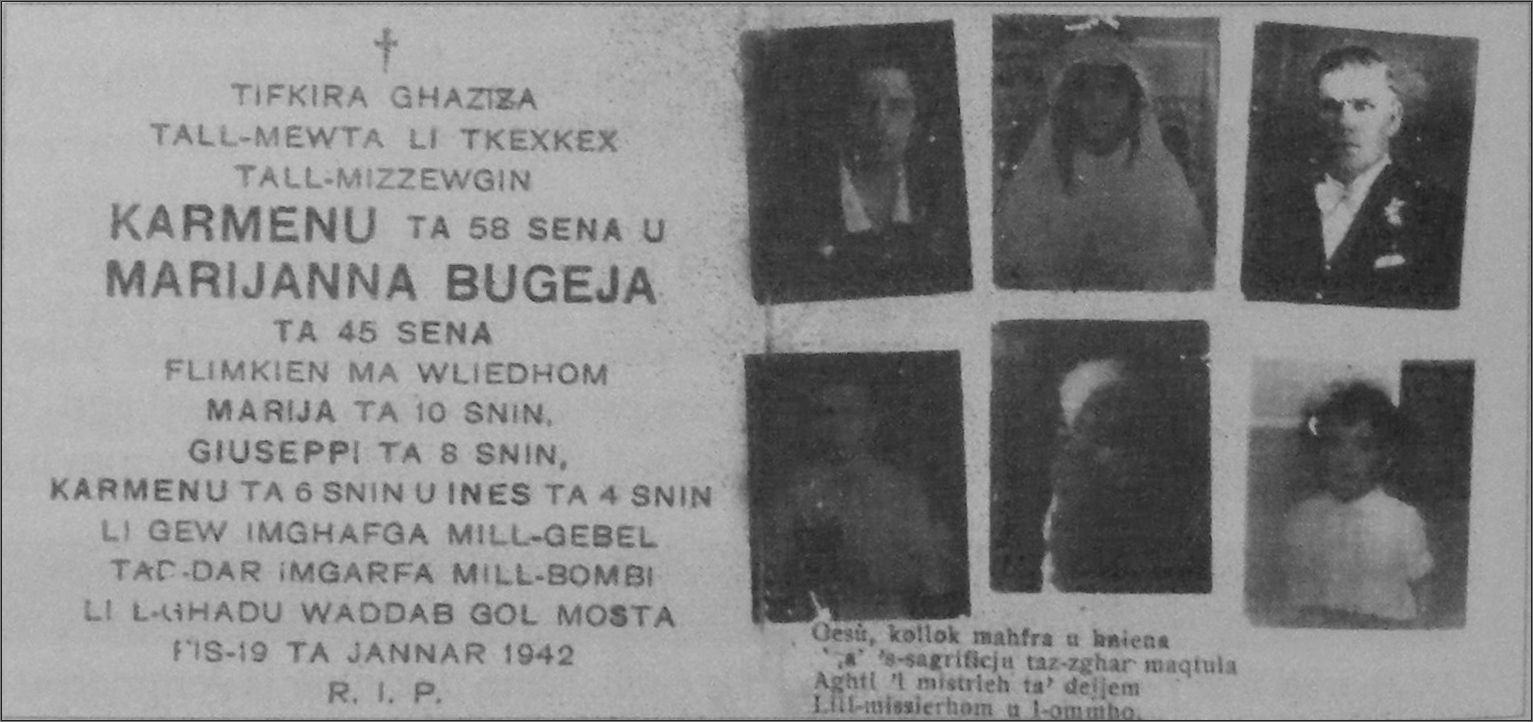 TIFKIRA GHAZIZA
TALL-MEWTA LI TKEXKEX
TALL-MIZZEWGIN
KARMENU TA 58 SENA U
MARIJANNA BUGEJA
TA 45 SENA
FLIMKIEN MA WLIEDHOM
MARIJA TA 10 SNIN,
GIUSEPPI TA 8 SNIN,
KARMENU TA 6 SNIN U INES TA 4 SNIN
LI GEW IMGHAFGA MILL-GEBEL
TAD-DAR IMGARFA MILL-BOMBI
LI L-GHADU WADDAB GOL MOSTA
FIS-19 TA JANNAR 1942
R. I. P.
Gesù, kollok mahfra u hniena
's-sagrificju taz-zghar maqtula
Aghti 'l mistrieh ta' dejjem
Lill-missierhom u l-ommhom.